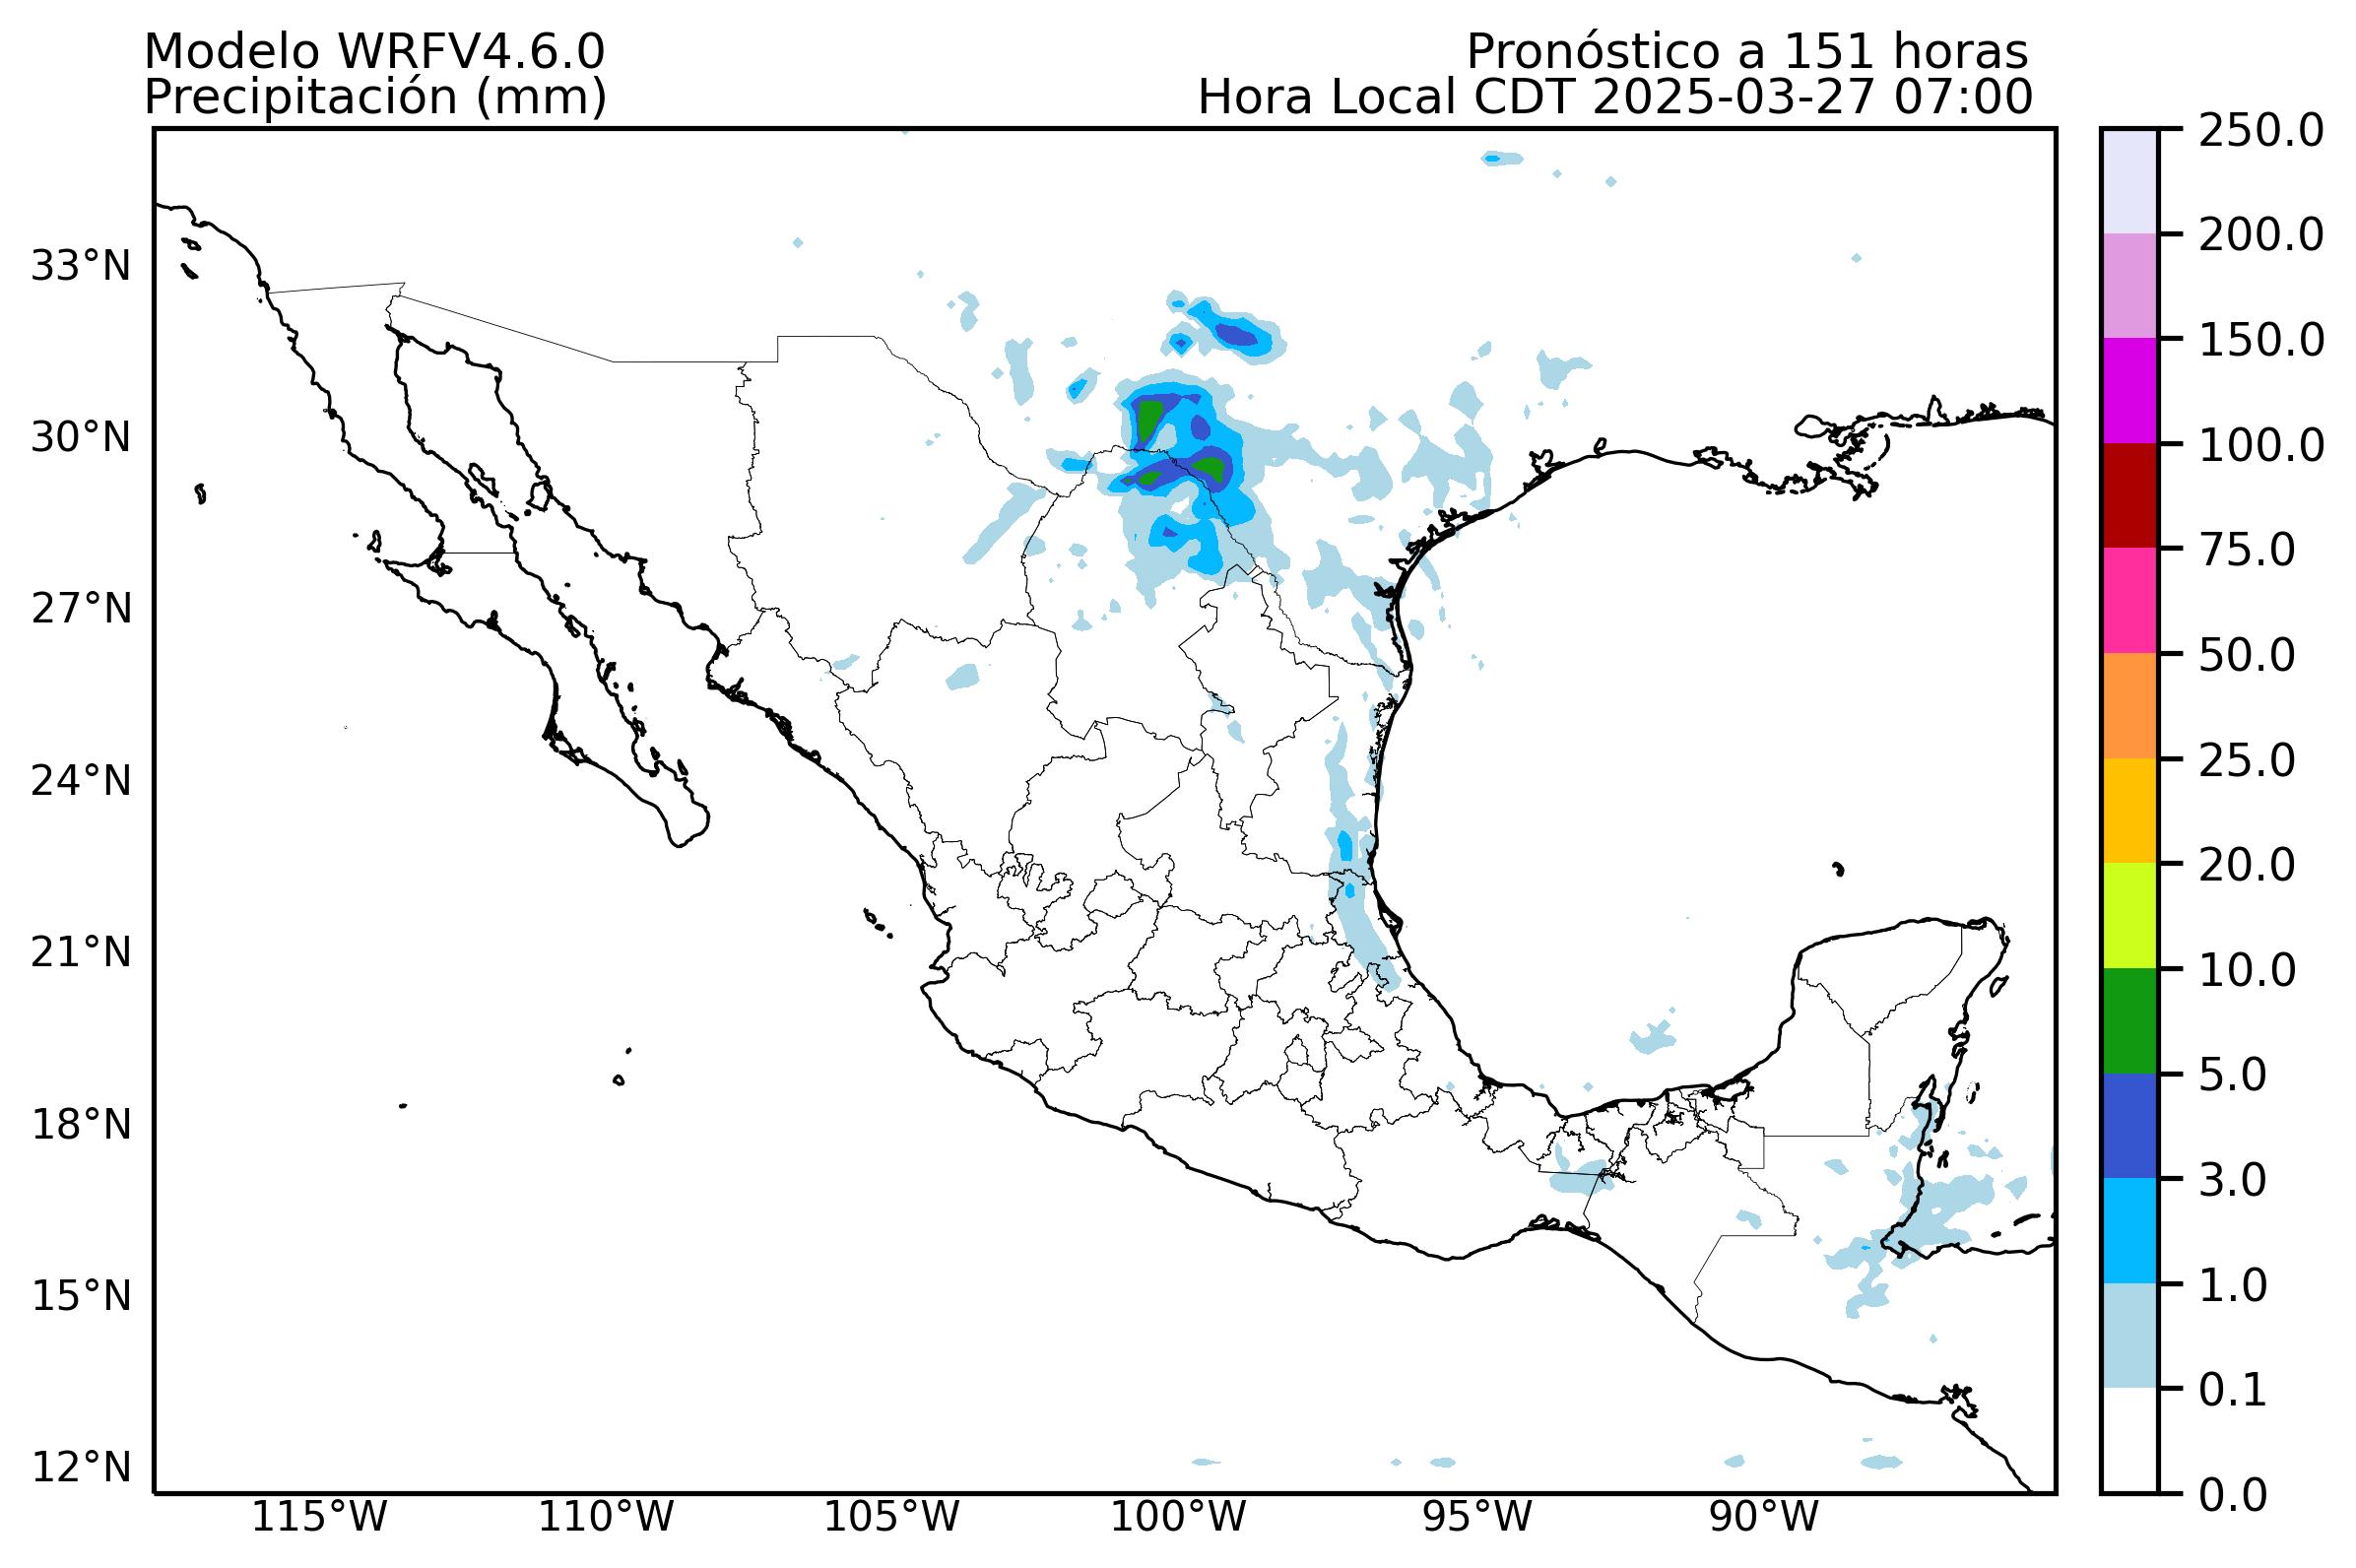 Modelo WRFV4.6.0
Pronóstico a 151 horas
Precipitación (mm)
Hora Local CDT 2025-03-27 07:00
250.0
200.0
150.0
100.0
75.0
50.0
25.0
20.0
10.0
5.0
3.0
1.0
0.1
0.0
33°N
30°N
27°N
24°N
21°N
18°N
15°N
12°N
115°W
110°W
105°W
100°W
95°W
90°W